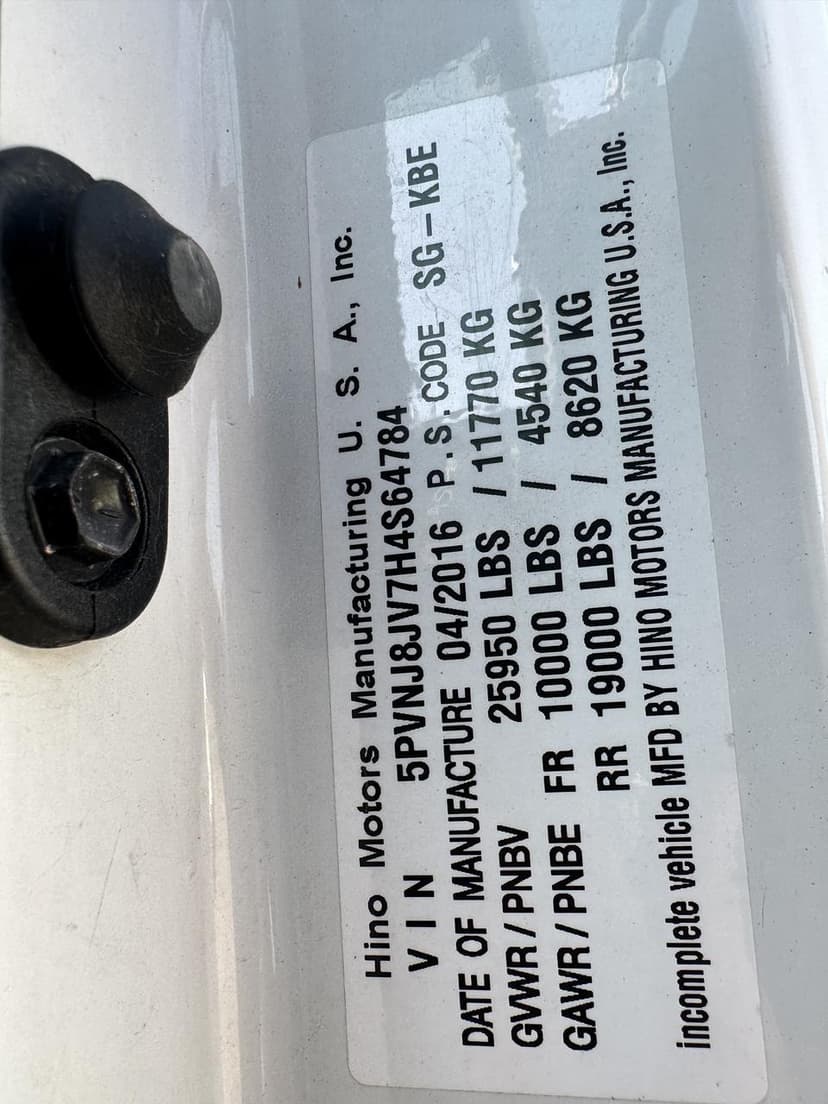 Hino Motors Manufacturing U. S. A., Inc.
VIN 5PVNJ8JV7H4S64784
DATE OF MANUFACTURE 04/2016 P.S.CODE SG-KBE
GVWR / PNBV 25950 LBS / 11770 KG
GAWR / PNBE FR 10000 LBS / 4540 KG
RR 19000 LBS / 8620 KG
incomplete vehicle MFD BY HINO MOTORS MANUFACTURING U.S.A., Inc.